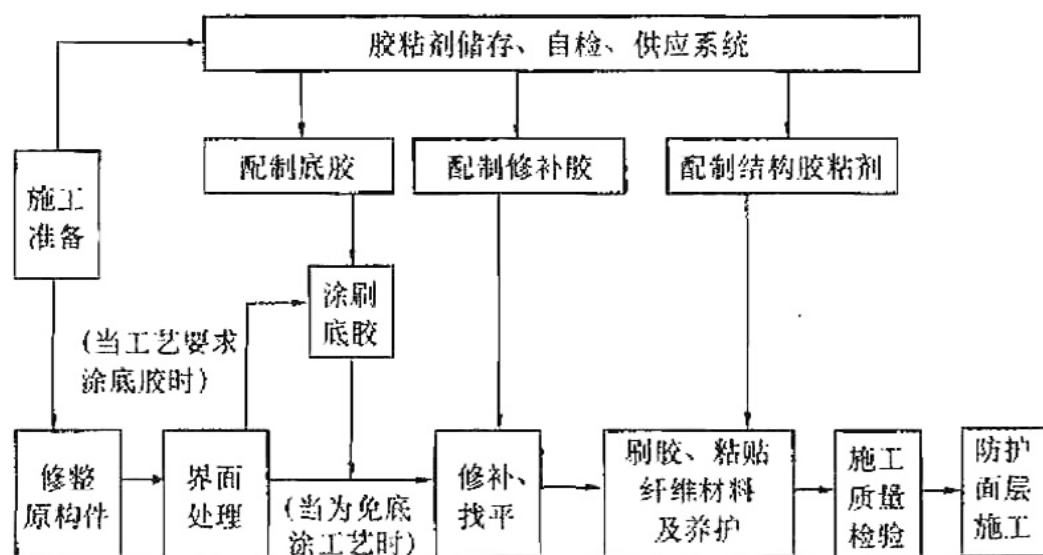 胶粘剂储存、自检、供应系统
配制底胶
配制修补胶
配制结构胶粘剂
施工
准备
涂刷
底胶
(当工艺要求
涂底胶时)
修整
原构件
界面
处理
(当为免底
涂工艺时)
修补、
找平
刷胶、粘贴
纤维材料
及养护
施工
质量
检验
防护
面层
施工